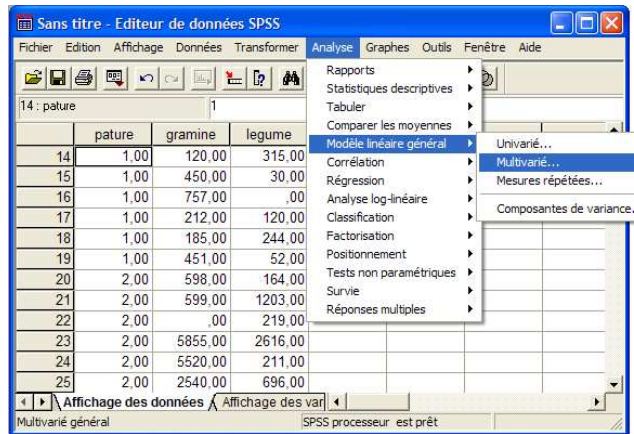 Sans titre - Editeur de données SPSS
Fichier Edition Affichage Données Transformer Analyse Graphes Outils Fenêtre Aide
14 : pature 1
Rapports
Statistiques descriptives
Tabuler
Comparer les moyennes
Modèle linéaire général
Corrélation
Régression
Analyse log-linéaire
Classification
Factorisation
Positionnement
Tests non paramétriques
Survie
Réponses multiples
Univarié...
Multivarié...
Mesures répétées...
Composantes de variance.
pature gramine legume
14 1,00 120,00 315,00
15 1,00 450,00 30,00
16 1,00 757,00 ,00
17 1,00 212,00 120,00
18 1,00 185,00 244,00
19 1,00 451,00 52,00
20 2,00 598,00 164,00
21 2,00 599,00 1203,00
22 2,00 ,00 219,00
23 2,00 5855,00 2616,00
24 2,00 5520,00 211,00
25 2,00 2540,00 696,00
Affichage des données Affichage des var
Multivarié général SPSS processeur est prêt